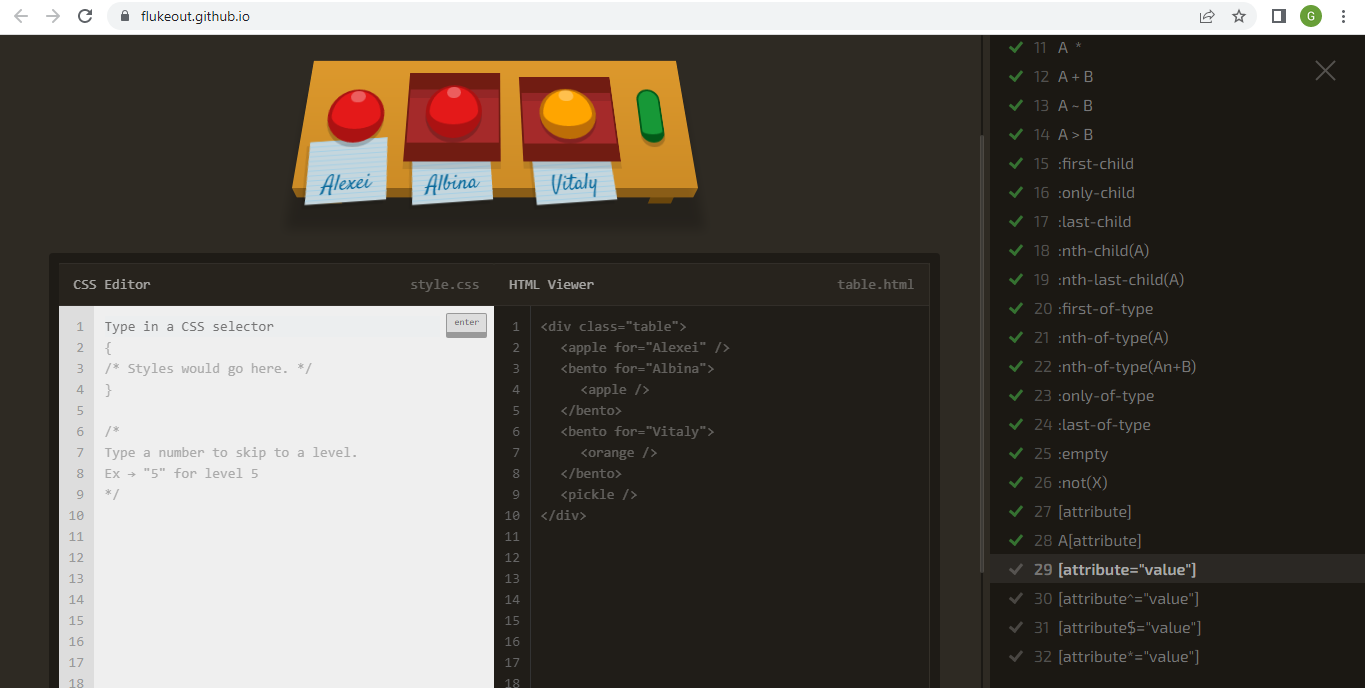 flukeout.github.io
G
Alexei
Albina
Vitaly
CSS Editor style.css
1 Type in a CSS selector
enter
2 {
3 /* Styles would go here. */
4 }
5
6 /*
7 Type a number to skip to a level.
8 Ex → "5" for level 5
9 */
10
11
12
13
14
15
16
17
18
HTML Viewer table.html
1 <div class="table">
2 <apple for="Alexei" />
3 <bento for="Albina">
4 <apple />
5 </bento>
6 <bento for="Vitaly">
7 <orange />
8 </bento>
9 <pickle />
10 </div>
11
12
13
14
15
16
17
18
11 A *
12 A + B
13 A ~ B
14 A > B
15 :first-child
16 :only-child
17 :last-child
18 :nth-child(A)
19 :nth-last-child(A)
20 :first-of-type
21 :nth-of-type(A)
22 :nth-of-type(An+B)
23 :only-of-type
24 :last-of-type
25 :empty
26 :not(X)
27 [attribute]
28 A[attribute]
29 [attribute="value"]
30 [attribute^="value"]
31 [attribute$="value"]
32 [attribute*="value"]